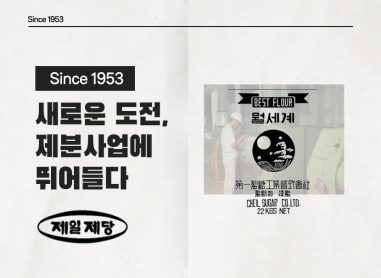 Since 1953
Since 1953
새로운 도전,
제분사업에
뛰어들다
제일제당
BEST FLOUR
월세계
第一製糖工業株式會社
CHEIL SUGAR CO. LTD.
22 KGS NET